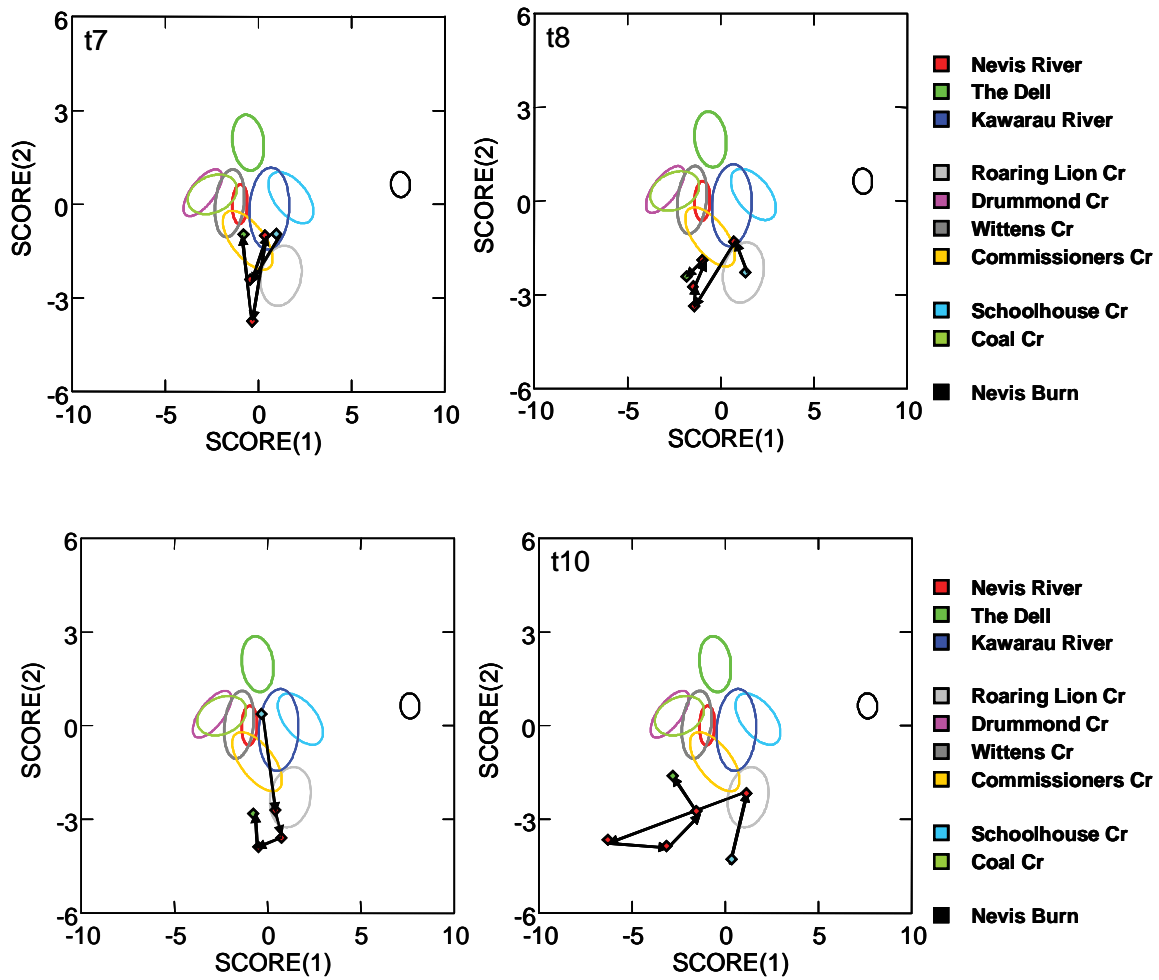 t7
6
3
0
-3
-6
SCORE(2)
-10
-5
0
5
10
SCORE(1)
t8
6
3
0
-3
-6
SCORE(2)
-10
-5
0
5
10
SCORE(1)
Nevis River
The Dell
Kawarau River
Roaring Lion Cr
Drummond Cr
Wittens Cr
Commissioners Cr
Schoolhouse Cr
Coal Cr
Nevis Burn
6
3
0
-3
-6
SCORE(2)
-10
-5
0
5
10
SCORE(1)
t10
6
3
0
-3
-6
SCORE(2)
-10
-5
0
5
10
SCORE(1)
Nevis River
The Dell
Kawarau River
Roaring Lion Cr
Drummond Cr
Wittens Cr
Commissioners Cr
Schoolhouse Cr
Coal Cr
Nevis Burn